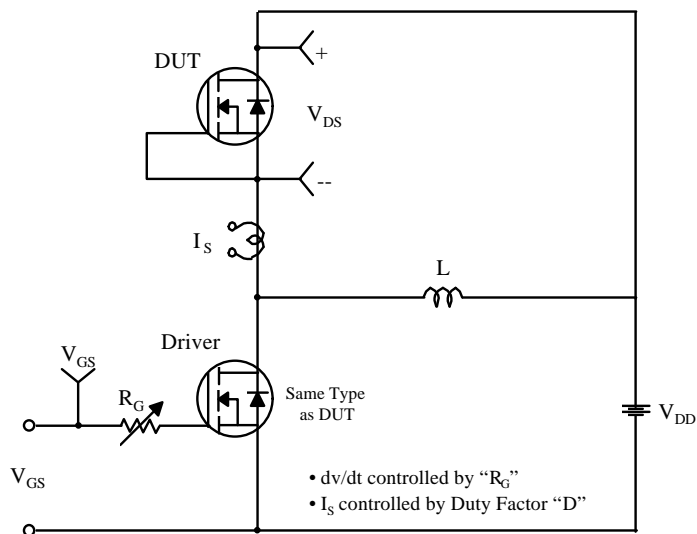 DUT
+
V_DS
--
I_S
L
Driver
V_GS
R_G
Same Type
as DUT
V_DD
V_GS
• dv/dt controlled by “R_G”
• I_S controlled by Duty Factor “D”